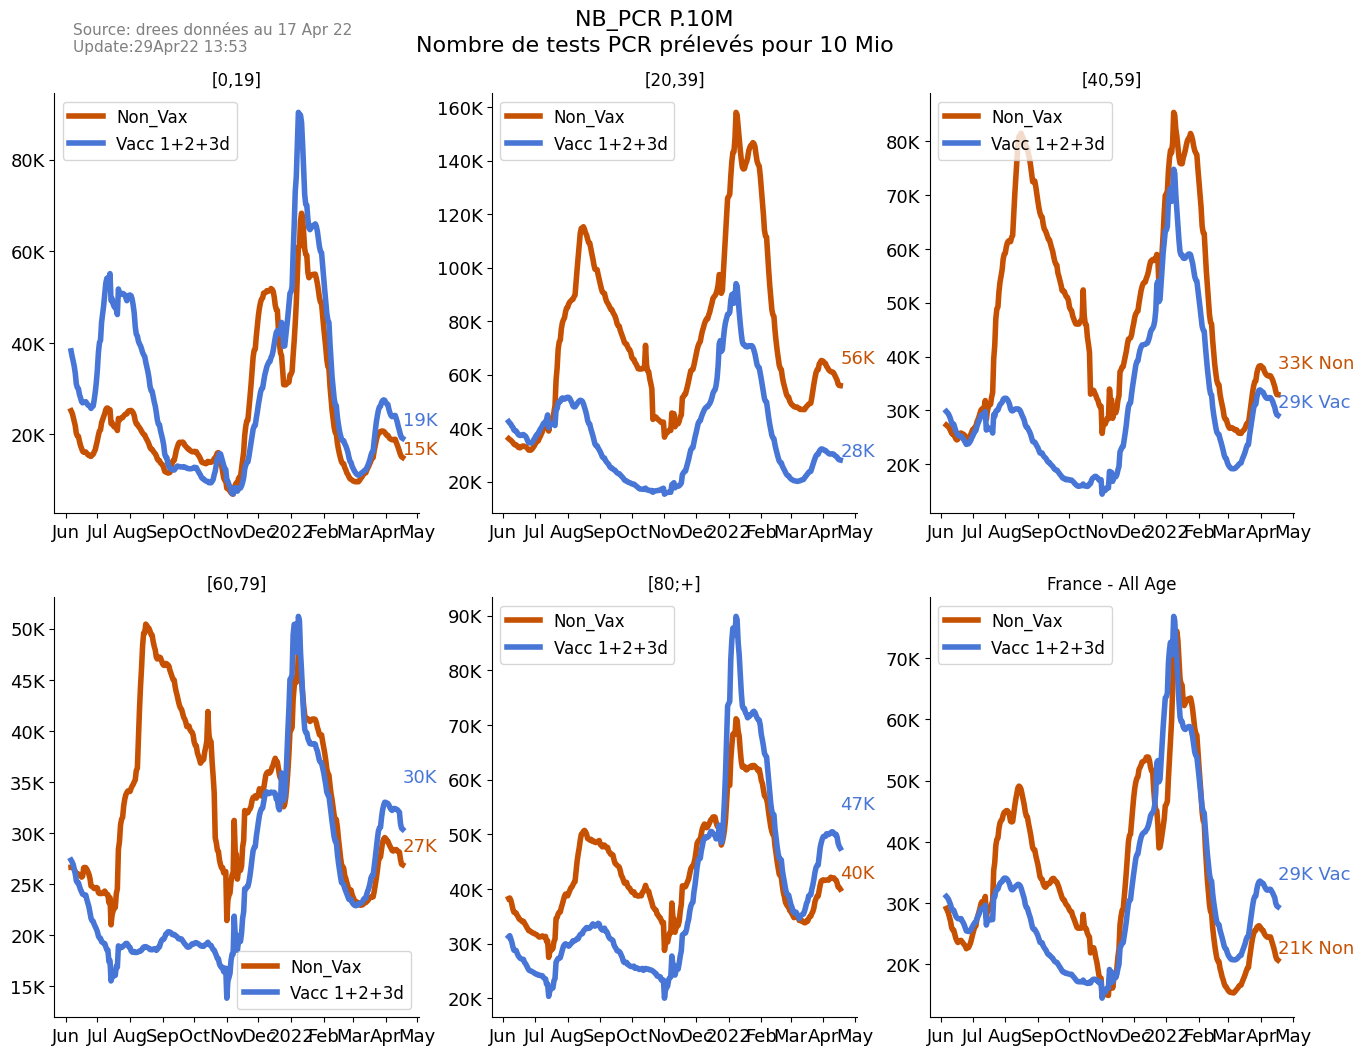 Source: drees données au 17 Apr 22
Update:29Apr22 13:53
NB_PCR P.10M
Nombre de tests PCR prélevés pour 10 Mio
[0,19]
Non_Vax
Vacc 1+2+3d
80K
60K
40K
20K
19K
15K
Jun Jul Aug Sep Oct Nov Dec 2022 Feb Mar Apr May
[20,39]
Non_Vax
Vacc 1+2+3d
160K
140K
120K
100K
80K
60K
40K
20K
56K
28K
Jun Jul Aug Sep Oct Nov Dec 2022 Feb Mar Apr May
[40,59]
Non_Vax
Vacc 1+2+3d
80K
70K
60K
50K
40K
30K
20K
33K Non
29K Vac
Jun Jul Aug Sep Oct Nov Dec 2022 Feb Mar Apr May
[60,79]
50K
45K
40K
35K
30K
25K
20K
15K
30K
27K
Non_Vax
Vacc 1+2+3d
Jun Jul Aug Sep Oct Nov Dec 2022 Feb Mar Apr May
[80;+]
Non_Vax
Vacc 1+2+3d
90K
80K
70K
60K
50K
40K
30K
20K
47K
40K
Jun Jul Aug Sep Oct Nov Dec 2022 Feb Mar Apr May
France - All Age
Non_Vax
Vacc 1+2+3d
70K
60K
50K
40K
30K
20K
29K Vac
21K Non
Jun Jul Aug Sep Oct Nov Dec 2022 Feb Mar Apr May